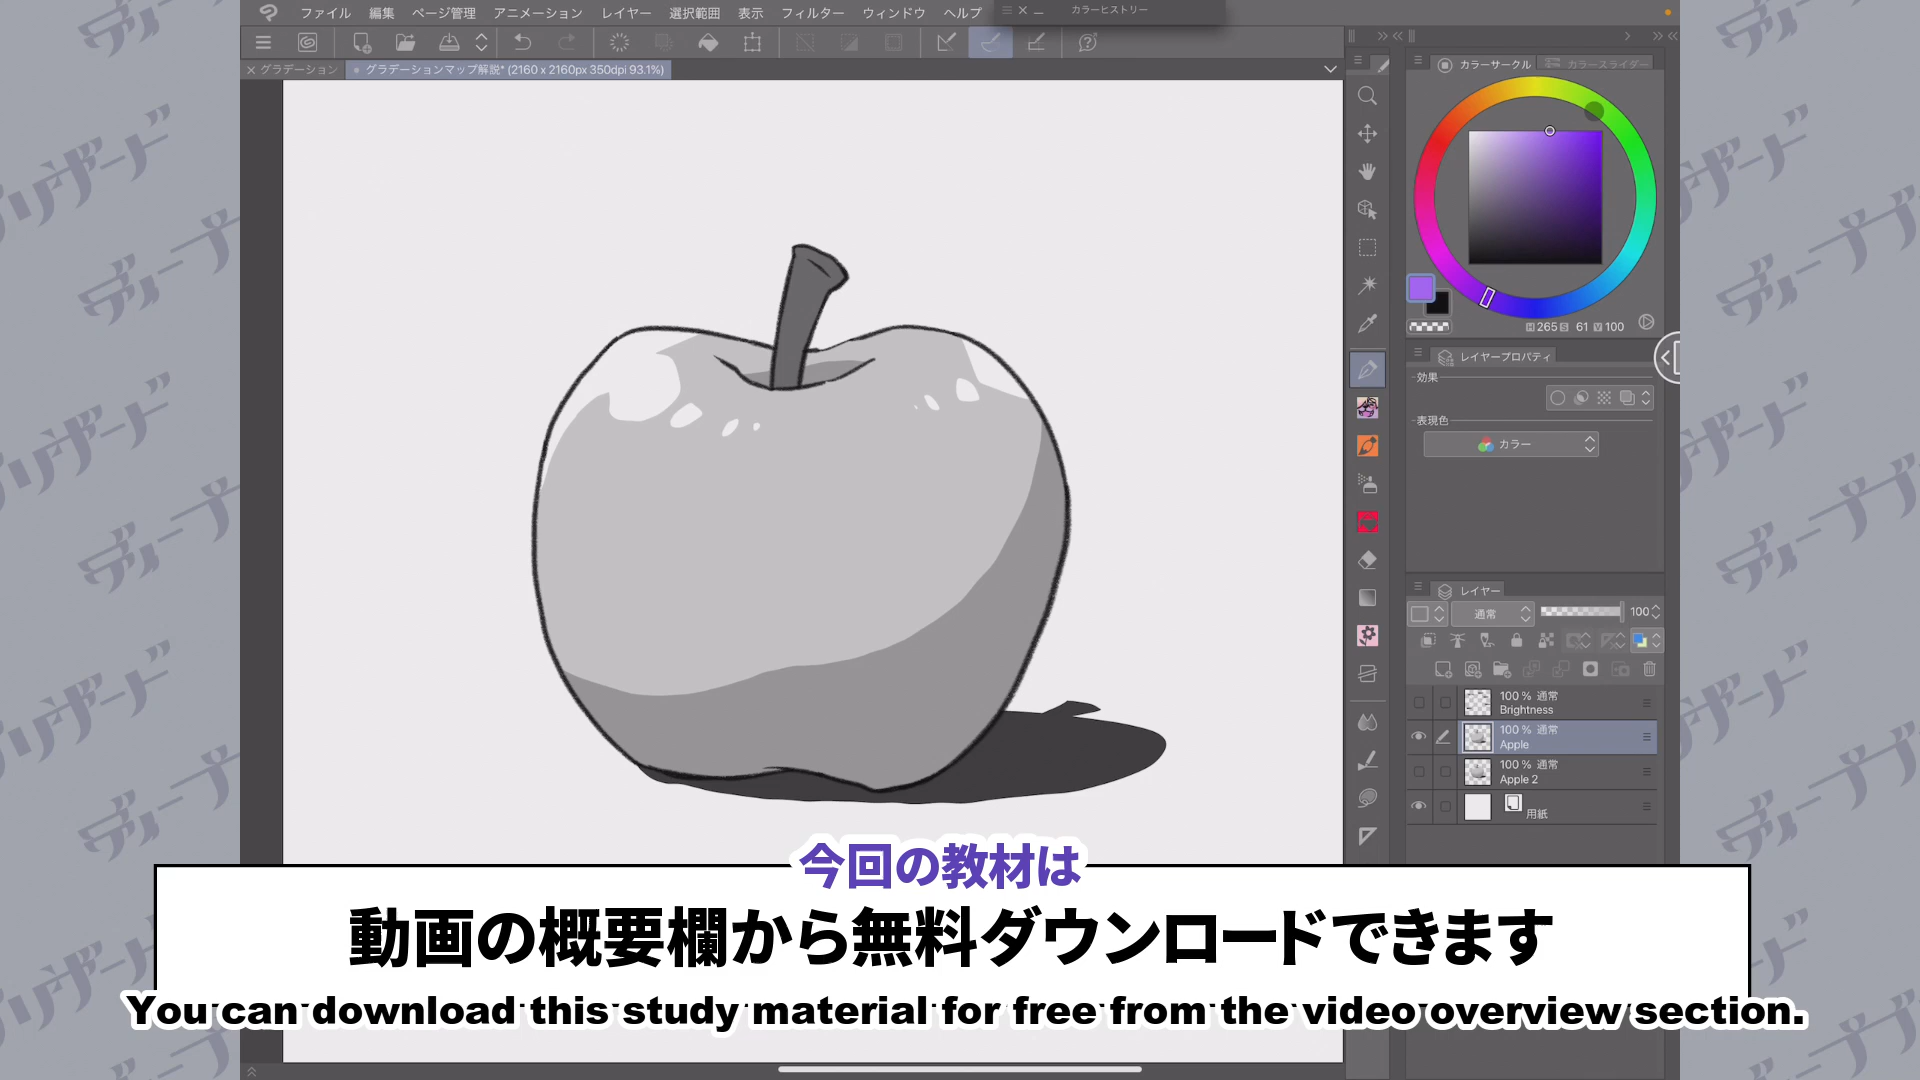 ファイル 編集 ページ管理 アニメーション レイヤー 選択範囲 表示 フィルター ウィンドウ ヘルプ
カラーヒストリー
グラデーション
グラデーションマップ解説* (2160 x 2160px 350dpi 93.1%)
カラーサークル
カラースライダー
H 265 S 61 V 100
レイヤープロパティ
効果
表現色
カラー
レイヤー
通常
100
100 % 通常
Brightness
100 % 通常
Apple
100 % 通常
Apple 2
用紙
今回の教材は
動画の概要欄から無料ダウンロードできます
You can download this study material for free from the video overview section.